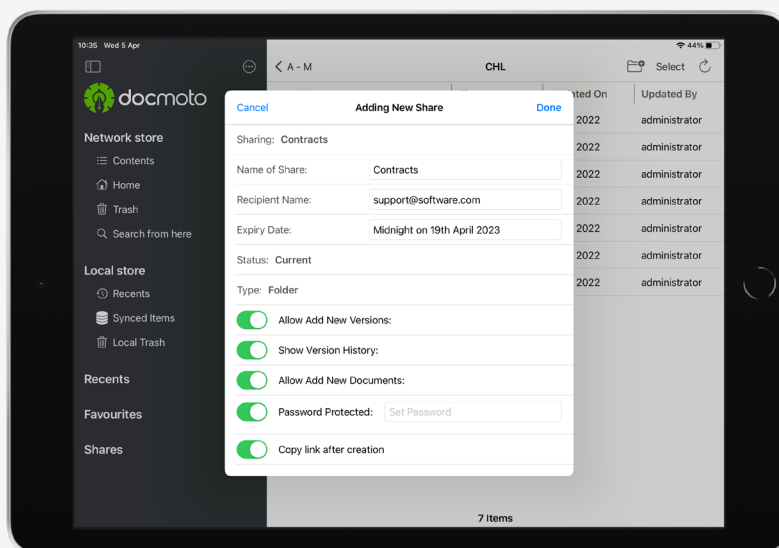 10:35 Wed 5 Apr
44%
docmoto
Network store
Contents
Home
Trash
Search from here
Local store
Recents
Synced Items
Local Trash
Recents
Favourites
Shares
A - M
CHL
Select
Updated By
2022 administrator
2022 administrator
2022 administrator
2022 administrator
2022 administrator
2022 administrator
2022 administrator
7 Items
Cancel Adding New Share Done
Sharing: Contracts
Name of Share: Contracts
Recipient Name: support@software.com
Expiry Date: Midnight on 19th April 2023
Status: Current
Type: Folder
Allow Add New Versions:
Show Version History:
Allow Add New Documents:
Password Protected: Set Password
Copy link after creation